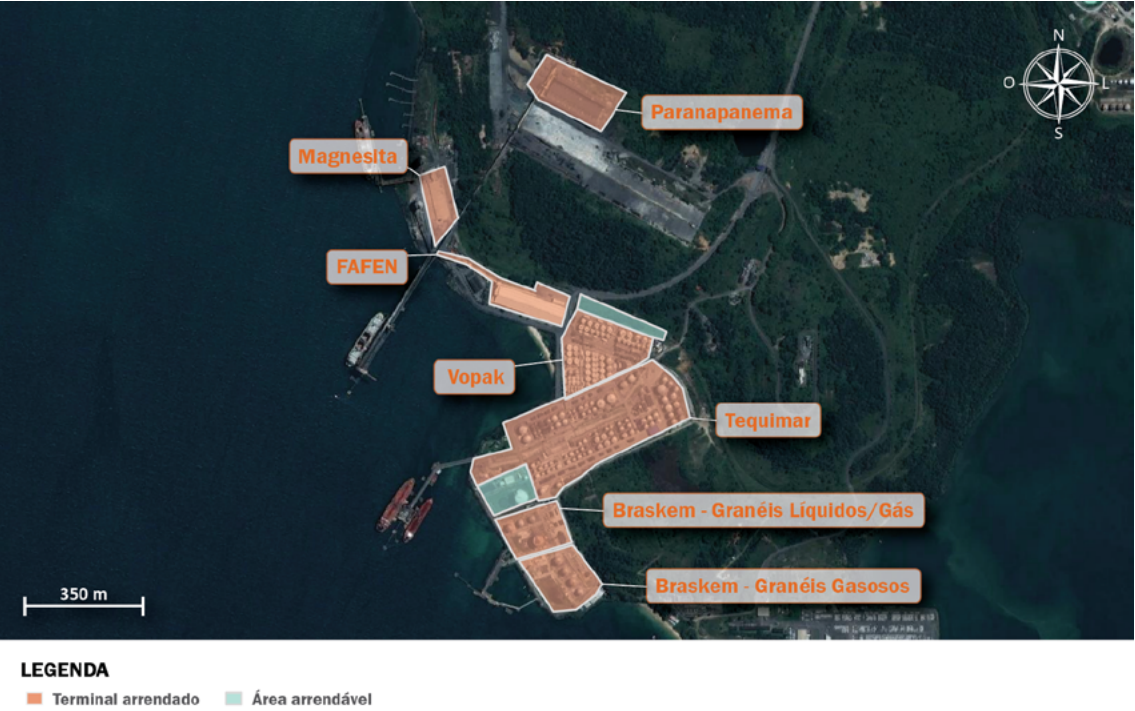 N
O
L
S
Paranapanema
Magnesita
FAFEN
Vopak
Tequimar
Braskem - Granéis Líquidos/Gás
Braskem - Granéis Gasosos
350 m
LEGENDA
Terminal arrendado
Área arrendável